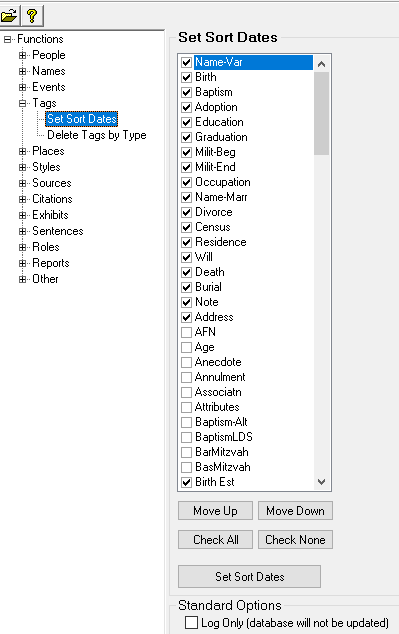 Functions
People
Names
Events
Tags
Set Sort Dates
Delete Tags by Type
Places
Styles
Sources
Citations
Exhibits
Sentences
Roles
Reports
Other
Set Sort Dates
Name-Var
Birth
Baptism
Adoption
Education
Graduation
Milit-Beg
Milit-End
Occupation
Name-Marr
Divorce
Census
Residence
Will
Death
Burial
Note
Address
AFN
Age
Anecdote
Annulment
Associatn
Attributes
Baptism-Alt
BaptismLDS
BarMitzvah
BasMitzvah
Birth Est
Move Up Move Down
Check All Check None
Set Sort Dates
Standard Options
Log Only (database will not be updated)